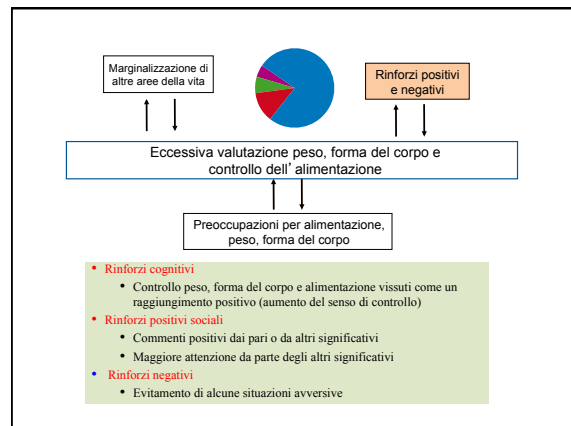 Marginalizzazione di
altre aree della vita
Rinforzi positivi
e negativi
Eccessiva valutazione peso, forma del corpo e
controllo dell’ alimentazione
Preoccupazioni per alimentazione,
peso, forma del corpo
• Rinforzi cognitivi
• Controllo peso, forma del corpo e alimentazione vissuti come un
raggiungimento positivo (aumento del senso di controllo)
• Rinforzi positivi sociali
• Commenti positivi dai pari o da altri significativi
• Maggiore attenzione da parte degli altri significativi
• Rinforzi negativi
• Evitamento di alcune situazioni avversive